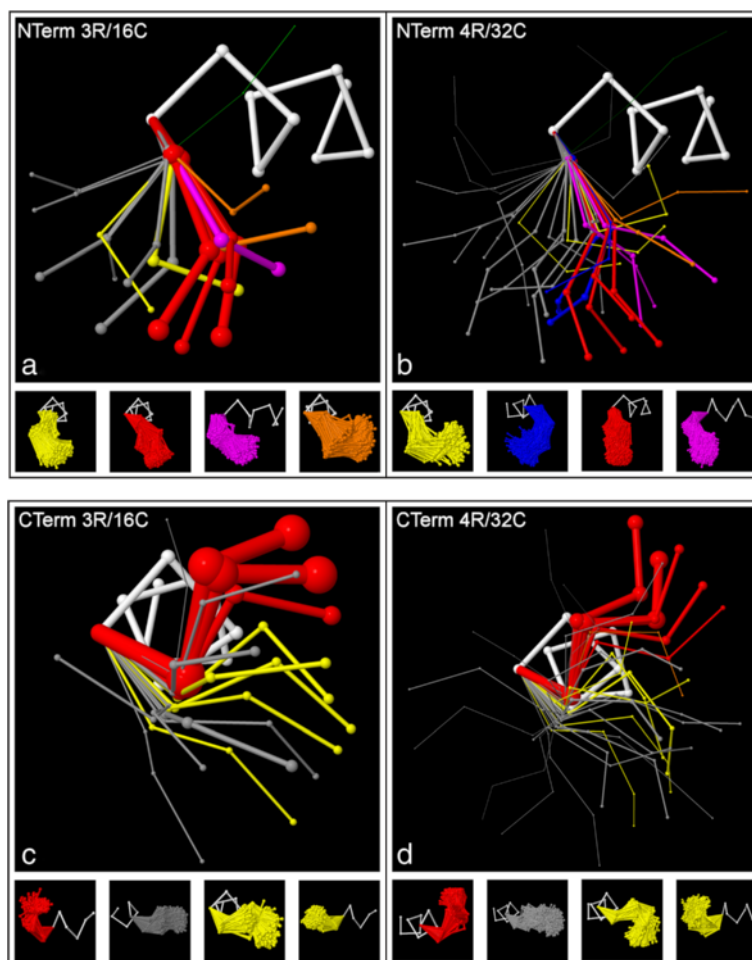 NTerm 3R/16C
NTerm 4R/32C
a
b
CTerm 3R/16C
CTerm 4R/32C
c
d